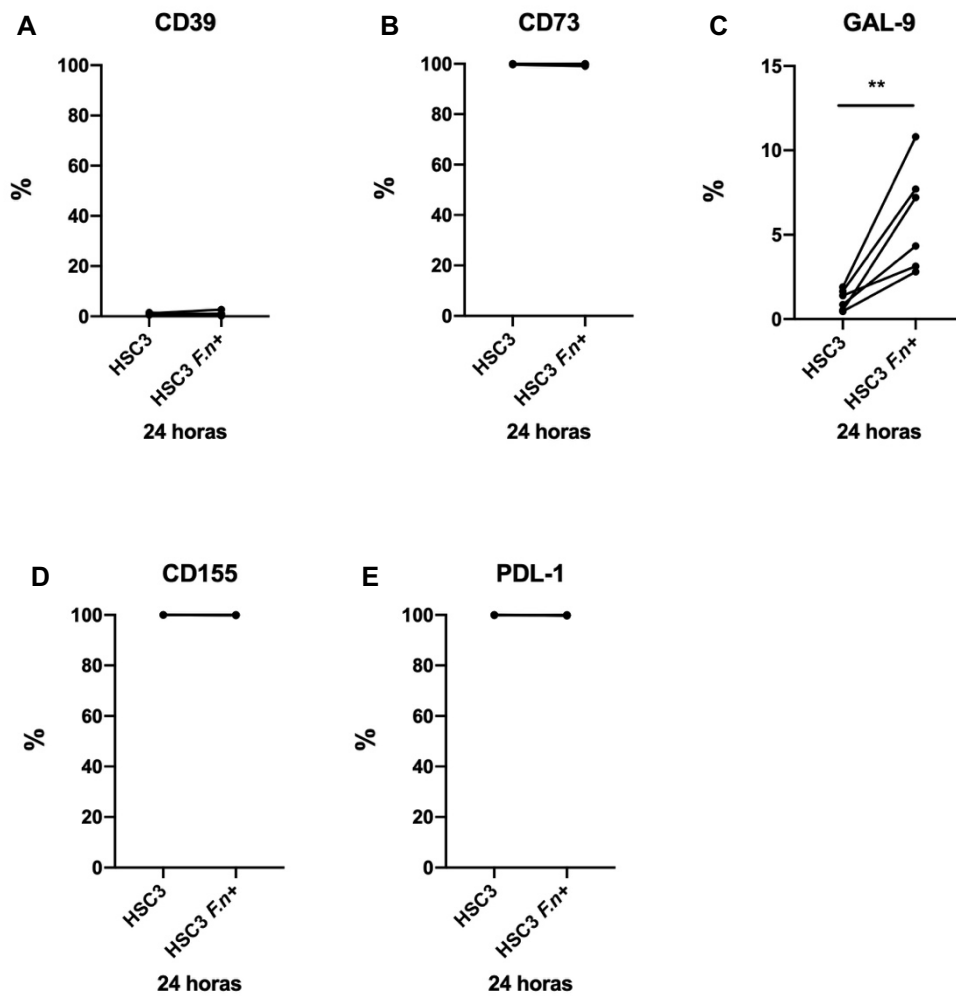 A CD39
100
80
60
40
20
0
%
HSC3
HSC3 F.n+
24 horas
B CD73
100
80
60
40
20
0
%
HSC3
HSC3 F.n+
24 horas
C GAL-9
15
10
5
0
%
**
HSC3
HSC3 F.n+
24 horas
D CD155
100
80
60
40
20
0
%
HSC3
HSC3 F.n+
24 horas
E PDL-1
100
80
60
40
20
0
%
HSC3
HSC3 F.n+
24 horas